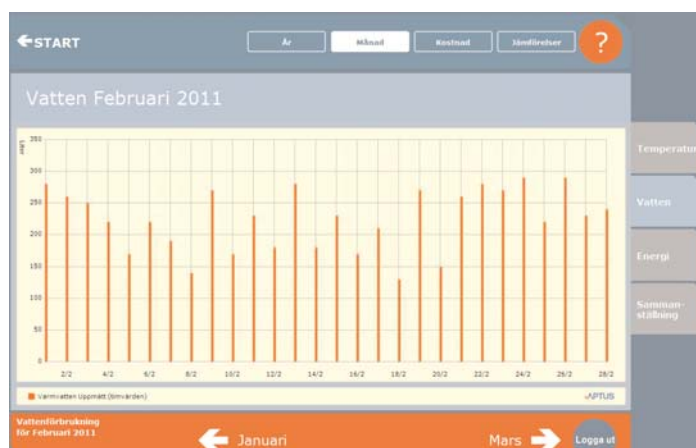 START
År
Månad
Kostnad
Jämförelser
?
Vatten Februari 2011
Temperatur
Vatten
Energi
Samman-
ställning
Liter
350
300
250
200
150
100
50
0
2/2 4/2 6/2 8/2 10/2 12/2 14/2 16/2 18/2 20/2 22/2 24/2 26/2 28/2
Varmvatten Uppmätt (timvärden)
APTUS
Vattenförbrukning
för Februari 2011
Januari
Mars
Logga ut